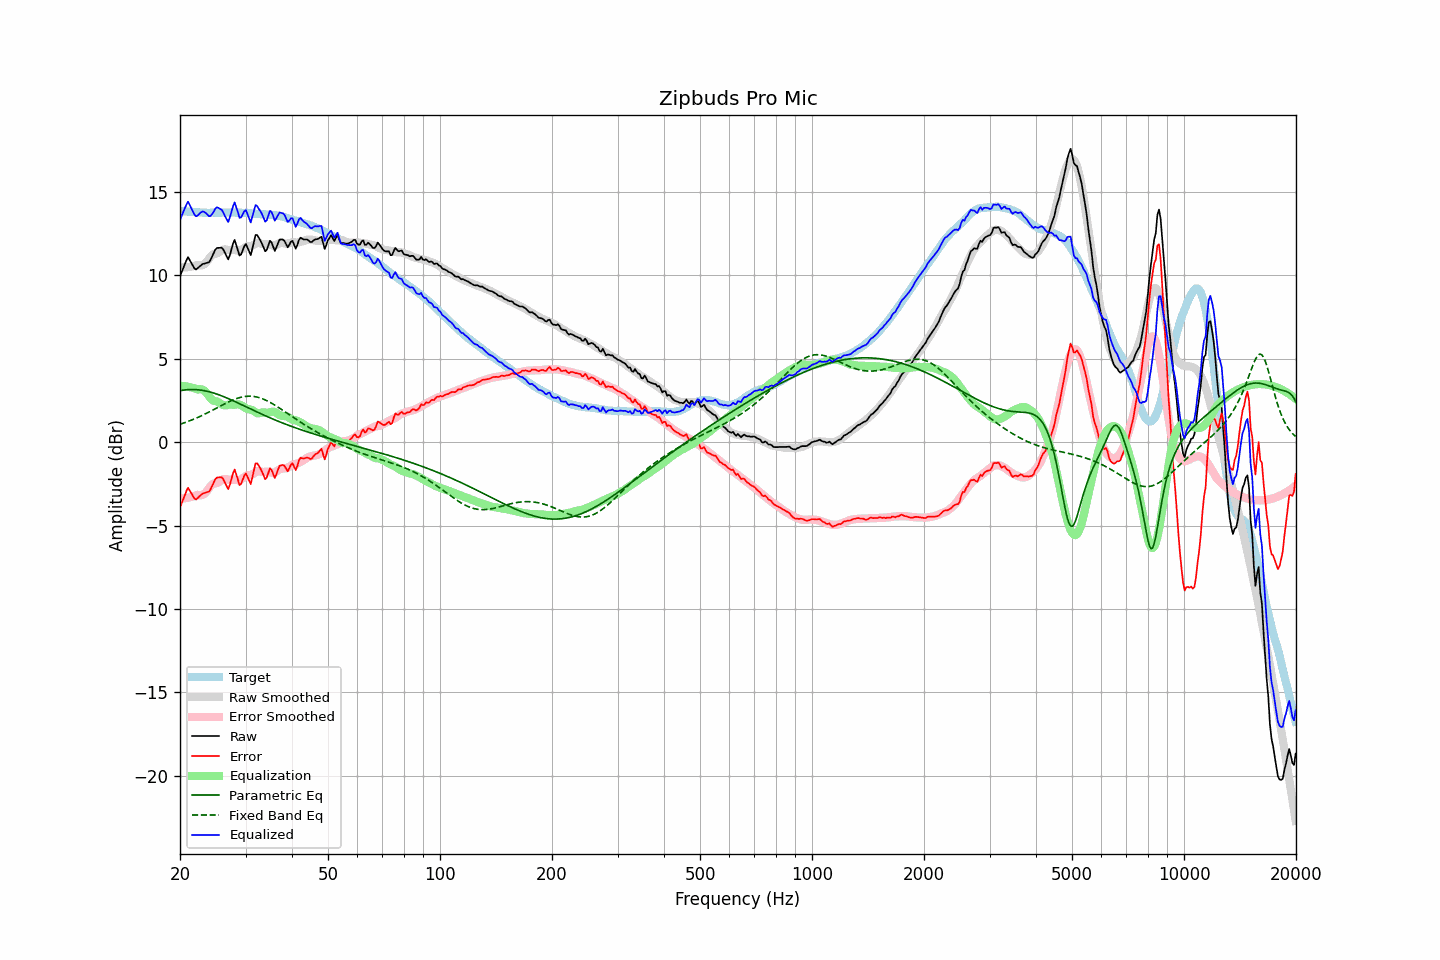 Zipbuds Pro Mic
Amplitude (dBr)
15
10
5
0
−5
−10
−15
−20
Target
Raw Smoothed
Error Smoothed
Raw
Error
Equalization
Parametric Eq
Fixed Band Eq
Equalized
20
50
100
200
500
1000
2000
5000
10000
20000
Frequency (Hz)